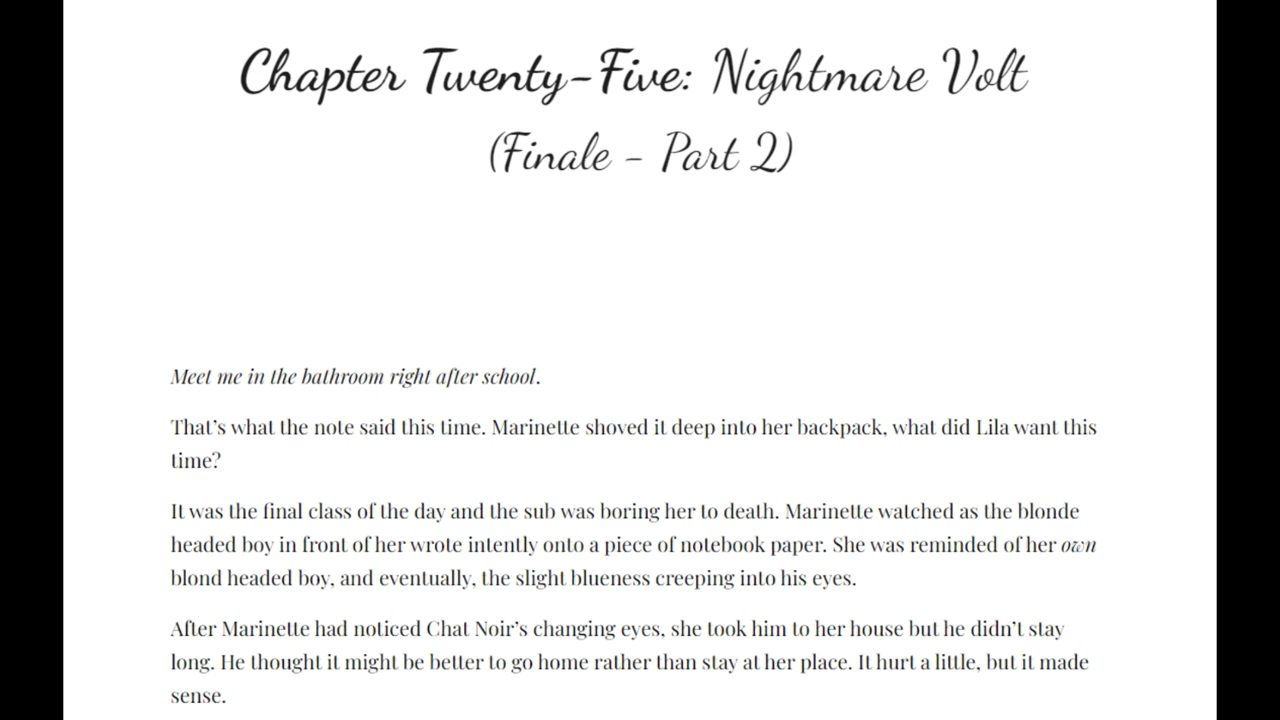 Chapter Twenty-Five: Nightmare Volt
(Finale - Part 2)
Meet me in the bathroom right after school.
That's what the note said this time. Marinette shoved it deep into her backpack, what did Lila want this
time?
It was the final class of the day and the sub was boring her to death. Marinette watched as the blonde
headed boy in front of her wrote intently onto a piece of notebook paper. She was reminded of her own
blond headed boy, and eventually, the slight blueness creeping into his eyes.
After Marinette had noticed Chat Noir's changing eyes, she took him to her house but he didn't stay
long. He thought it might be better to go home rather than stay at her place. It hurt a little, but it made
sense.